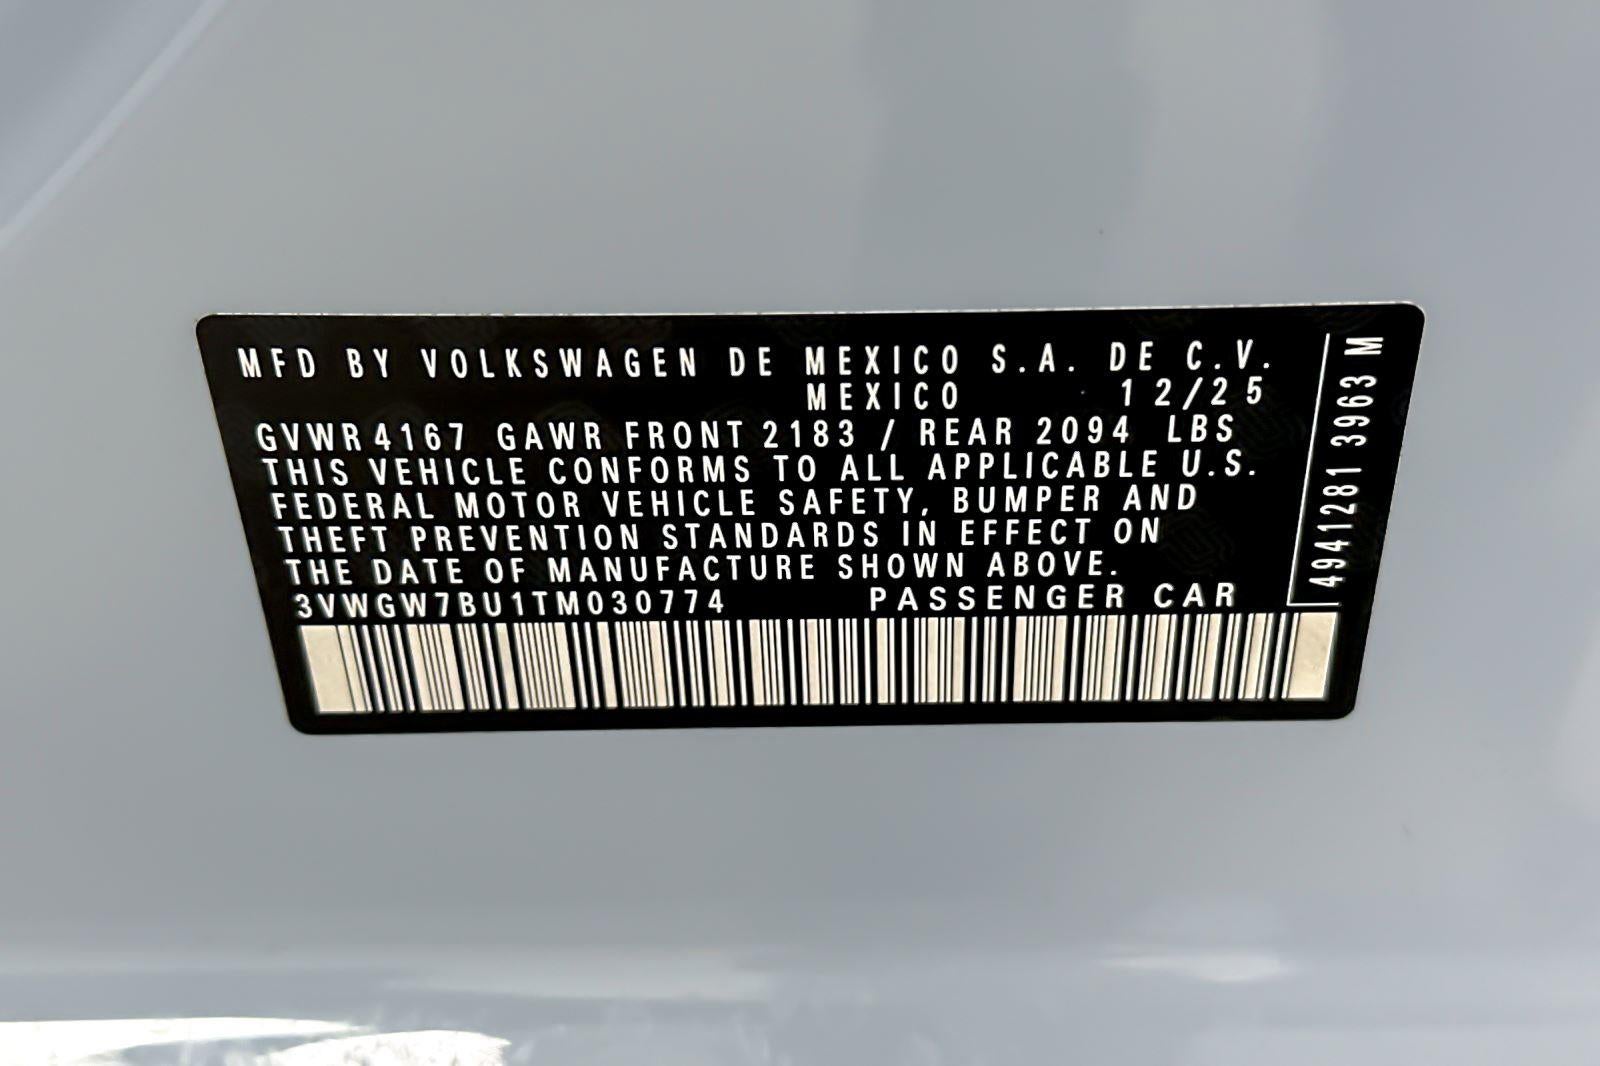 MFD BY VOLKSWAGEN DE MEXICO S.A. DE C.V.
MEXICO 12/25
GVWR 4167 GAWR FRONT 2183 / REAR 2094 LBS
THIS VEHICLE CONFORMS TO ALL APPLICABLE U.S.
FEDERAL MOTOR VEHICLE SAFETY, BUMPER AND
THEFT PREVENTION STANDARDS IN EFFECT ON
THE DATE OF MANUFACTURE SHOWN ABOVE.
3VWGW7BU1TM030774 PASSENGER CAR
4941281 3963 M